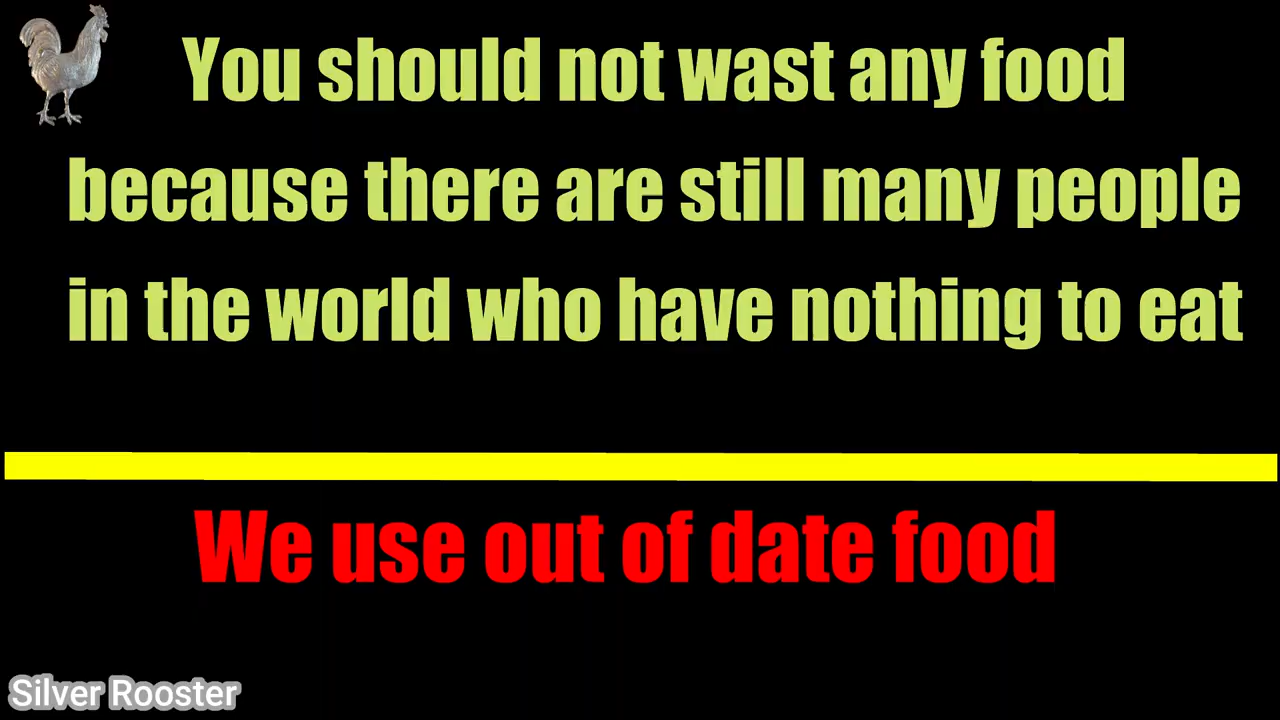 You should not wast any food
because there are still many people
in the world who have nothing to eat
We use out of date food
Silver Rooster